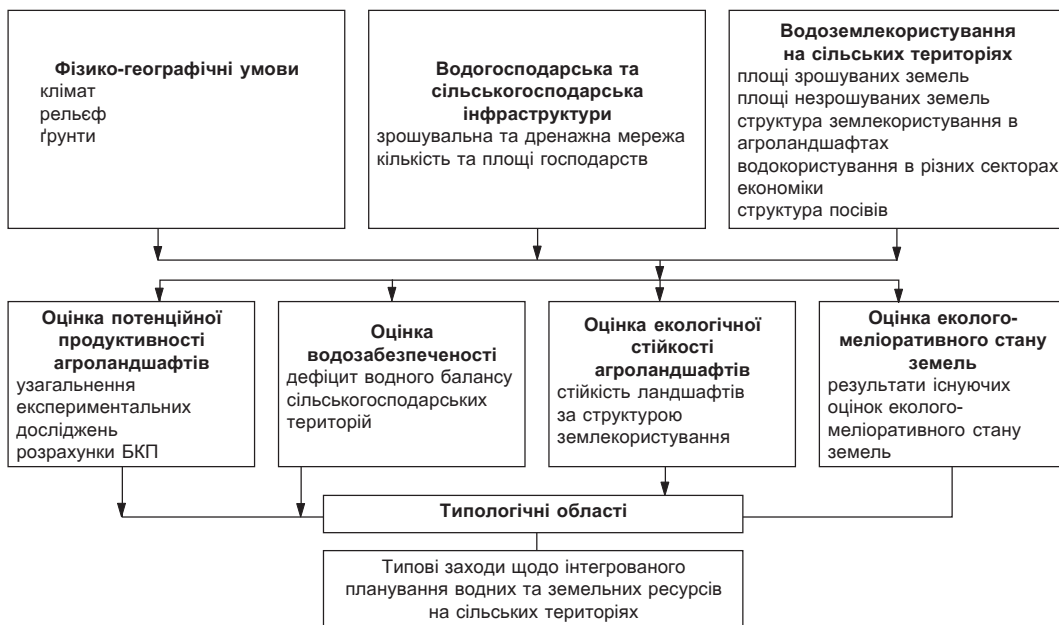 Фізико-географічні умови
клімат
рельєф
ґрунти
Водогосподарська та
сільськогосподарська
інфраструктури
зрошувальна та дренажна мережа
кількість та площі господарств
Водоземлекористування
на сільських територіях
площі зрошуваних земель
площі незрошуваних земель
структура землекористування в
агроландшафтах
водокористування в різних секторах
економіки
структура посівів
Оцінка потенційної
продуктивності
агроландшафтів
узагальнення
експериментальних
досліджень
розрахунки БКП
Оцінка
водозабезпеченості
дефіцит водного балансу
сільськогосподарських
територій
Оцінка екологічної
стійкості
агроландшафтів
стійкість ландшафтів
за структурою
землекористування
Оцінка еколого-
меліоративного стану
земель
результати існуючих
оцінок еколого-
меліоративного стану
земель
Типологічні області
Типові заходи щодо інтегрованого
планування водних та земельних ресурсів
на сільських територіях